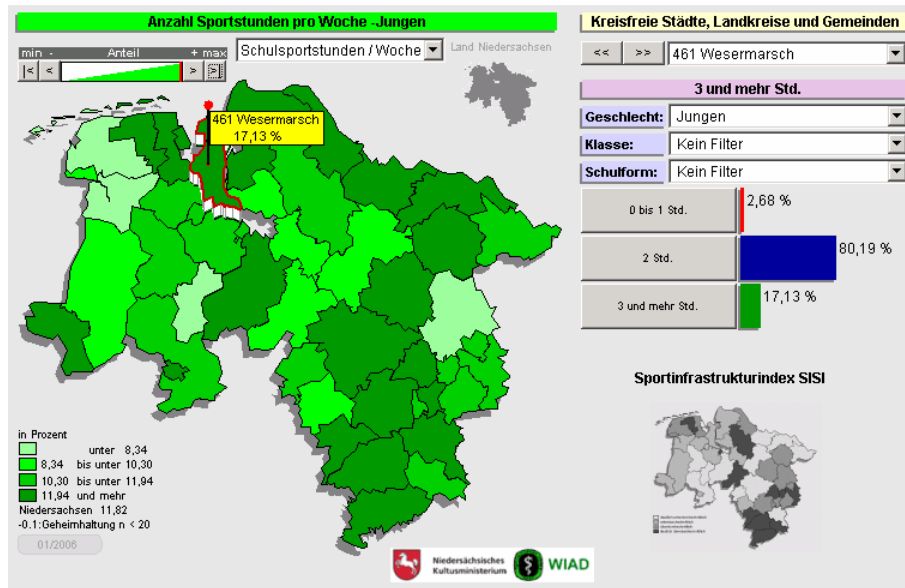 Anzahl Sportstunden pro Woche -Jungen
min - Anteil + max
|< < > >|
Schulsportstunden / Woche
Land Niedersachsen
461 Wesermarsch
17,13 %
in Prozent
unter 8,34
8,34 bis unter 10,30
10,30 bis unter 11,94
11,94 und mehr
Niedersachsen 11,82
-0.1:Geheimhaltung n < 20
01/2006
Kreisfreie Städte, Landkreise und Gemeinden
<< >> 461 Wesermarsch
3 und mehr Std.
Geschlecht: Jungen
Klasse: Kein Filter
Schulform: Kein Filter
0 bis 1 Std. 2,68 %
2 Std. 80,19 %
3 und mehr Std. 17,13 %
Sportinfrastrukturindex SISI
Niedersächsisches
Kultusministerium
WIAD